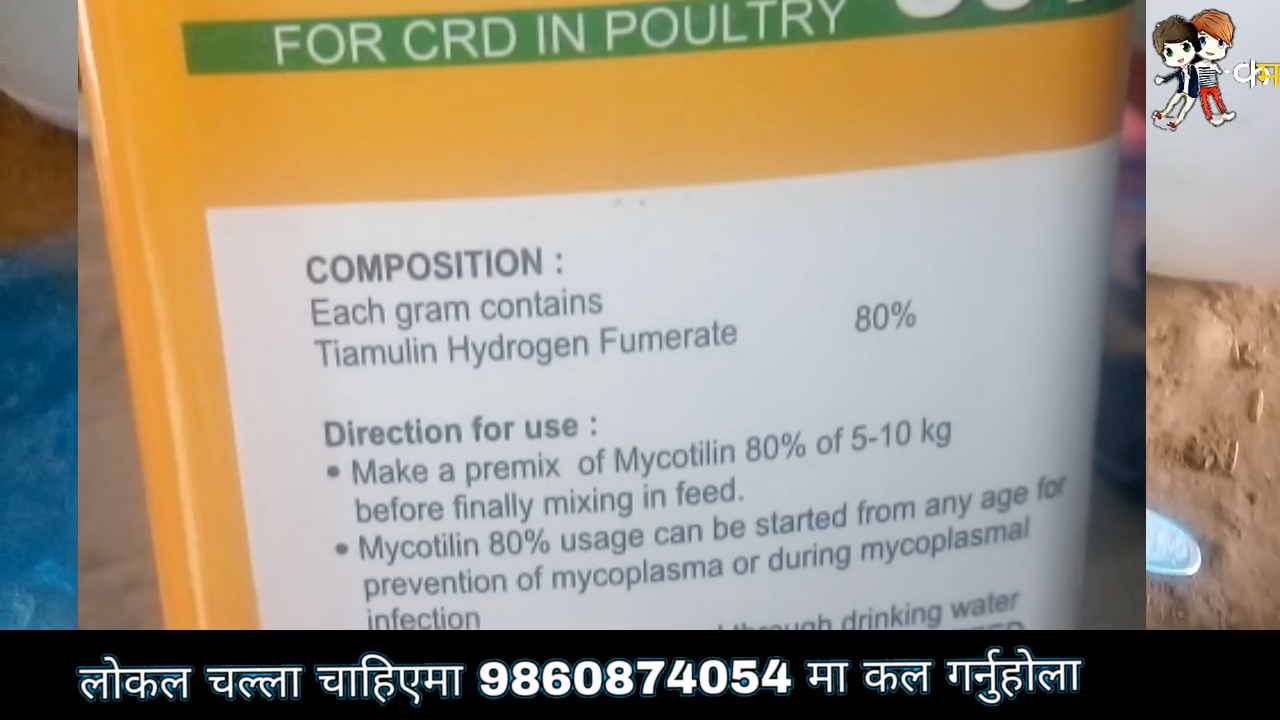 FOR CRD IN POULTRY
COMPOSITION :
Each gram contains
Tiamulin Hydrogen Fumerate 80%
Direction for use :
• Make a premix of Mycotilin 80% of 5-10 kg
before finally mixing in feed.
• Mycotilin 80% usage can be started from any age for
prevention of mycoplasma or during mycoplasmal
infection
through drinking water
लोकल चल्ला चाहिएमा 9860874054 मा कल गर्नुहोला